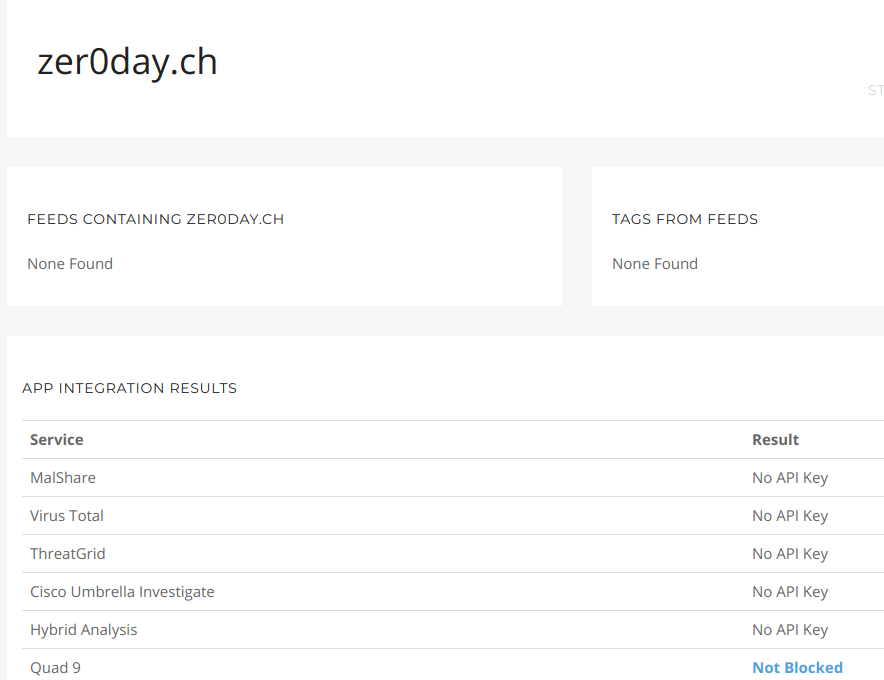 zer0day.ch
ST
FEEDS CONTAINING ZER0DAY.CH
None Found
TAGS FROM FEEDS
None Found
APP INTEGRATION RESULTS
Service Result
MalShare No API Key
Virus Total No API Key
ThreatGrid No API Key
Cisco Umbrella Investigate No API Key
Hybrid Analysis No API Key
Quad 9 Not Blocked